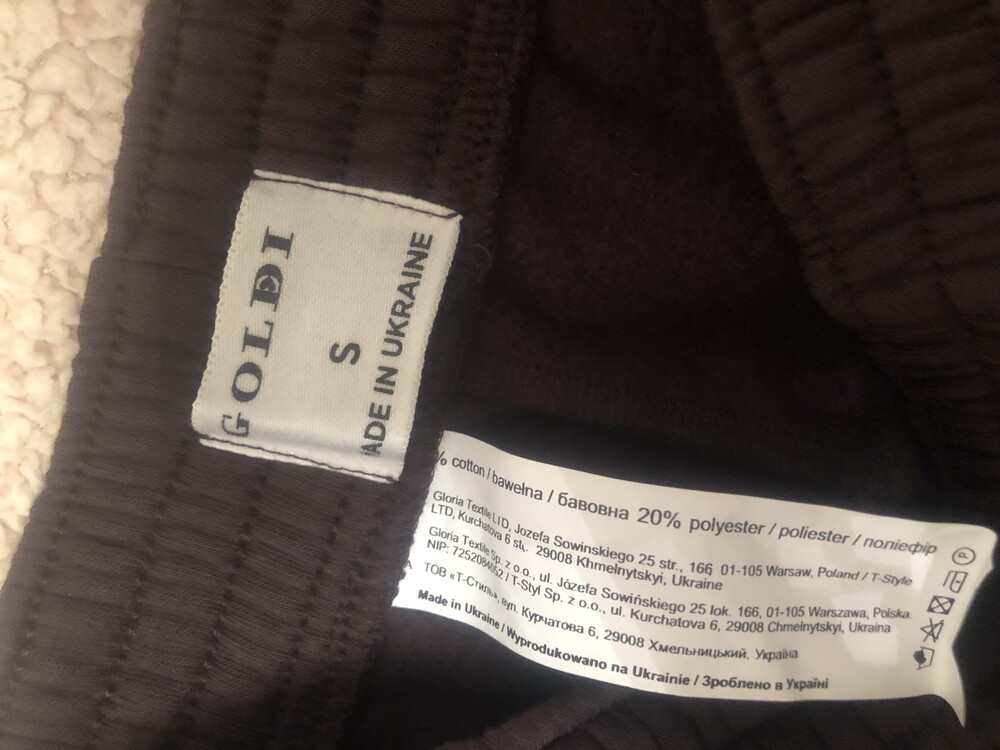 GOLDI
S
MADE IN UKRAINE
% cotton / bawełna / бавовна 20% polyester / poliester / поліефір
Gloria Textile LTD, Jozefa Sowinskiego 25 str., 166 01-105 Warsaw, Poland / T-Style
LTD, Kurchatova 6 str. 29008 Khmelnytskyi, Ukraine
Gloria Textile Sp. z o.o., ul. Józefa Sowińskiego 25 lok. 166, 01-105 Warszawa, Polska.
NIP: / T-Styl Sp. z o.o., ul. Kurchatova 6, 29008 Chmelnytskyi, Ukraina
ТОВ «Т-Стиль», вул. Курчатова 6, 29008 Хмельницький, Україна
Made in Ukraine / Wyprodukowano na Ukrainie / Зроблено в Україні
P